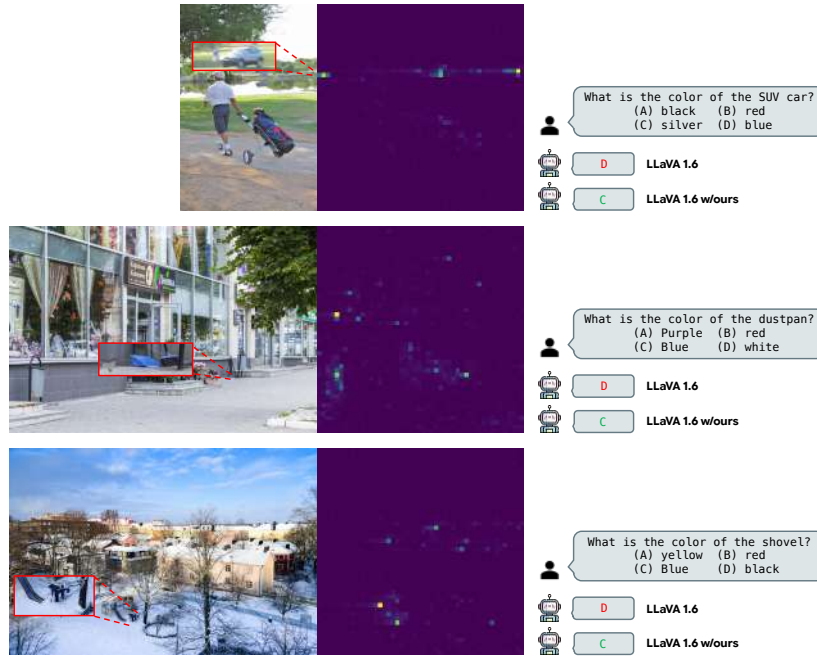 What is the color of the SUV car?
(A) black (B) red
(C) silver (D) blue
D LLaVA 1.6
C LLaVA 1.6 w/ours
What is the color of the dustpan?
(A) Purple (B) red
(C) Blue (D) white
D LLaVA 1.6
C LLaVA 1.6 w/ours
What is the color of the shovel?
(A) yellow (B) red
(C) Blue (D) black
D LLaVA 1.6
C LLaVA 1.6 w/ours